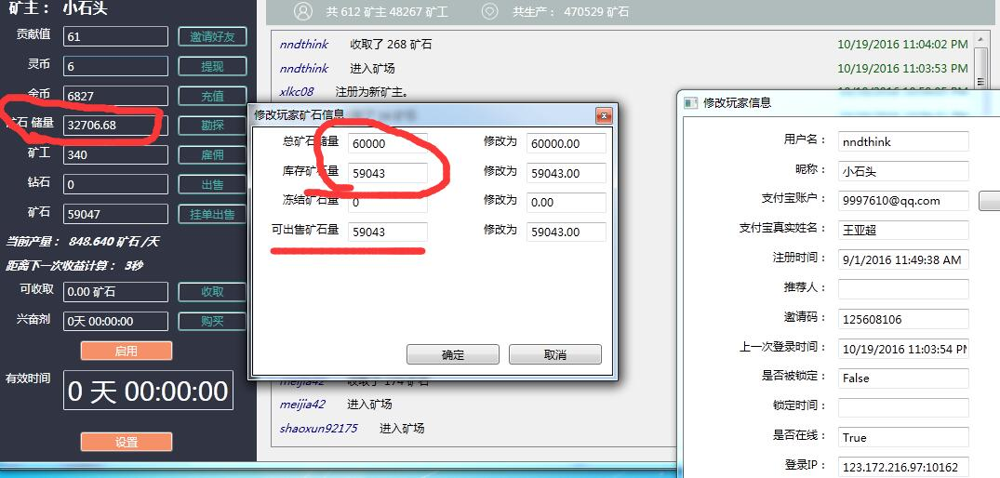 矿主： 小石头
共 612 矿主 48267 矿工
共生产： 470529 矿石
贡献值 61 邀请好友
灵币 6 提现
金币 6827 充值
石 储量 32706.68 勘探
矿工 340 雇佣
钻石 0 出售
矿石 59047 挂单出售
当前产量： 848.640 矿石 /天
距离下一次收益计算： 3秒
可收取 0.00 矿石 收取
兴奋剂 0天 00:00:00 购买
启用
有效时间
0 天 00:00:00
设置
nndthink 收取了 268 矿石 10/19/2016 11:04:02 PM
nndthink 进入矿场 10/19/2016 11:03:53 PM
xlkc08 注册为新矿主。
修改玩家矿石信息
总矿石储量 60000 修改为 60000.00
库存矿石量 59043 修改为 59043.00
冻结矿石量 0 修改为 0.00
可出售矿石量 59043 修改为 59043.00
确定 取消
meijia42 收取了 174 矿石
meijia42 进入矿场
shaoxun92175 进入矿场
修改玩家信息
用户名： nndthink
昵称： 小石头
支付宝账户： 9997610@qq.com
支付宝真实姓名： 王亚超
注册时间： 9/1/2016 11:49:38 AM
推荐人：
邀请码： 125608106
上一次登录时间： 10/19/2016 11:03:54 PM
是否被锁定： False
锁定时间：
是否在线： True
登录IP： 123.172.216.97:10162